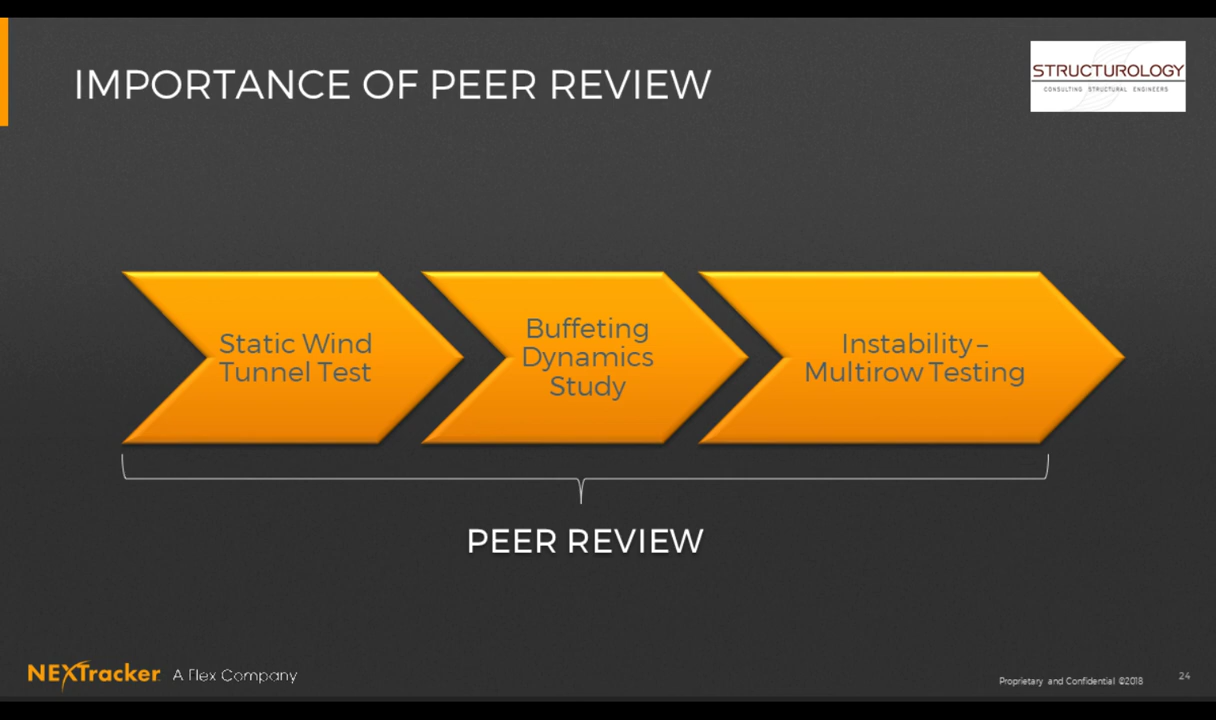 IMPORTANCE OF PEER REVIEW
STRUCTUROLOGY
CONSULTING STRUCTURAL ENGINEERS
Static Wind
Tunnel Test
Buffeting
Dynamics
Study
Instability –
Multirow Testing
PEER REVIEW
NEXTracker A Flex Company
Proprietary and Confidential ©2018
24